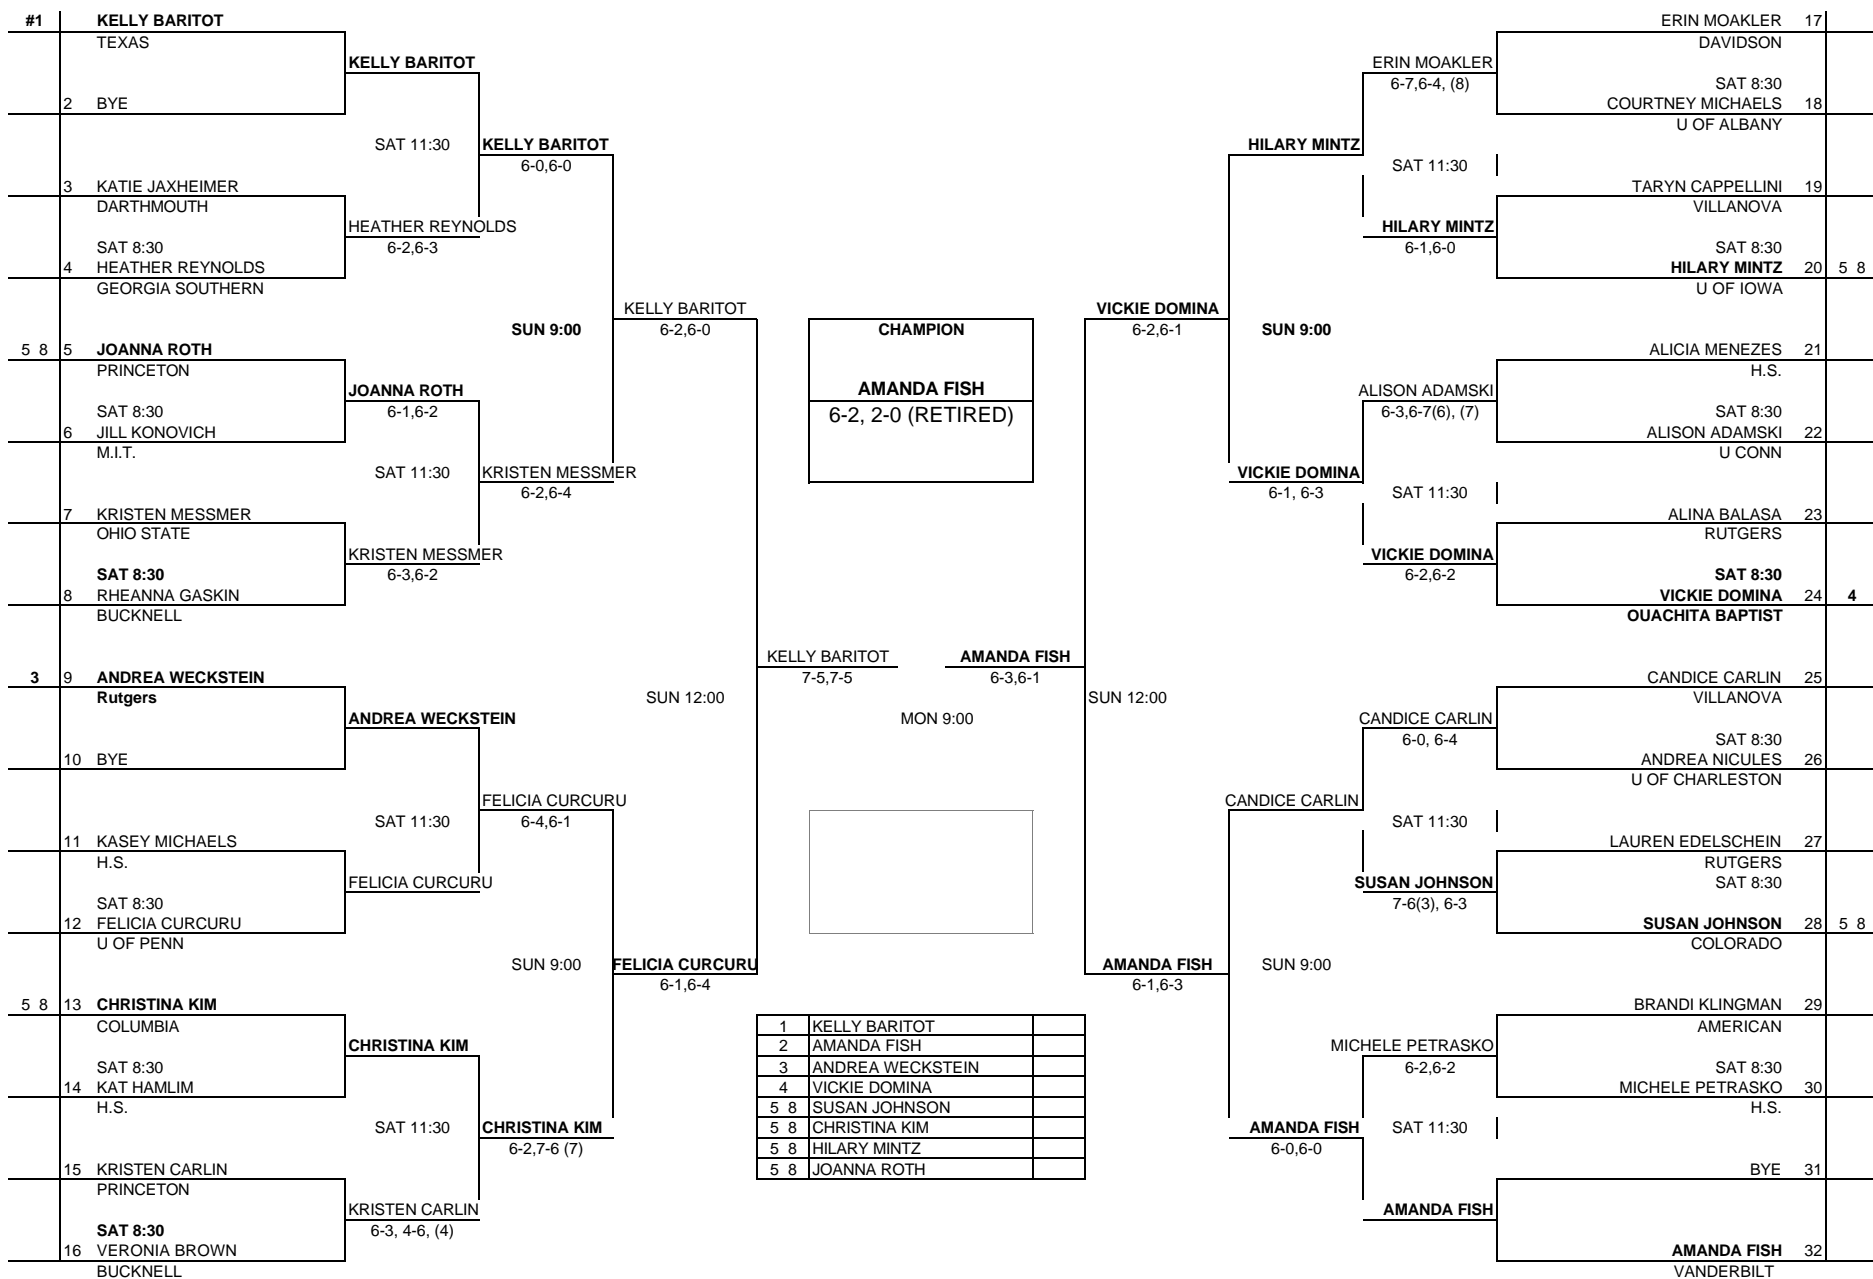 #1 KELLY BARITOT
TEXAS
KELLY BARITOT
2 BYE
SAT 11:30 KELLY BARITOT
6-0,6-0
3 KATIE JAXHEIMER
DARTHMOUTH
HEATHER REYNOLDS
SAT 8:30 6-2,6-3
4 HEATHER REYNOLDS
GEORGIA SOUTHERN
KELLY BARITOT
SUN 9:00 6-2,6-0
5 8 5 JOANNA ROTH
PRINCETON
JOANNA ROTH
SAT 8:30 6-1,6-2
6 JILL KONOVICH
M.I.T.
SAT 11:30 KRISTEN MESSMER
6-2,6-4
7 KRISTEN MESSMER
OHIO STATE
KRISTEN MESSMER
SAT 8:30 6-3,6-2
8 RHEANNA GASKIN
BUCKNELL
KELLY BARITOT
7-5,7-5
3 9 ANDREA WECKSTEIN
Rutgers
SUN 12:00
ANDREA WECKSTEIN
10 BYE
FELICIA CURCURU
SAT 11:30 6-4,6-1
11 KASEY MICHAELS
H.S.
FELICIA CURCURU
SAT 8:30
12 FELICIA CURCURU
U OF PENN
SUN 9:00 FELICIA CURCURU
6-1,6-4
5 8 13 CHRISTINA KIM
COLUMBIA
CHRISTINA KIM
SAT 8:30
14 KAT HAMLIM
H.S.
SAT 11:30 CHRISTINA KIM
6-2,7-6 (7)
15 KRISTEN CARLIN
PRINCETON
KRISTEN CARLIN
SAT 8:30 6-3, 4-6, (4)
16 VERONIA BROWN
BUCKNELL
CHAMPION
AMANDA FISH
6-2, 2-0 (RETIRED)
MON 9:00
1 KELLY BARITOT
2 AMANDA FISH
3 ANDREA WECKSTEIN
4 VICKIE DOMINA
5 8 SUSAN JOHNSON
5 8 CHRISTINA KIM
5 8 HILARY MINTZ
5 8 JOANNA ROTH
ERIN MOAKLER 17
DAVIDSON
ERIN MOAKLER
6-7,6-4, (8) SAT 8:30
COURTNEY MICHAELS 18
U OF ALBANY
HILARY MINTZ
SAT 11:30
TARYN CAPPELLINI 19
VILLANOVA
HILARY MINTZ
6-1,6-0 SAT 8:30
HILARY MINTZ 20 5 8
U OF IOWA
VICKIE DOMINA
6-2,6-1 SUN 9:00
ALICIA MENEZES 21
H.S.
ALISON ADAMSKI
6-3,6-7(6), (7) SAT 8:30
ALISON ADAMSKI 22
U CONN
VICKIE DOMINA
6-1, 6-3 SAT 11:30
ALINA BALASA 23
RUTGERS
VICKIE DOMINA
6-2,6-2 SAT 8:30
VICKIE DOMINA 24 4
OUACHITA BAPTIST
AMANDA FISH
6-3,6-1
CANDICE CARLIN 25
SUN 12:00 VILLANOVA
CANDICE CARLIN
6-0, 6-4 SAT 8:30
ANDREA NICULES 26
U OF CHARLESTON
CANDICE CARLIN
SAT 11:30
LAUREN EDELSCHEIN 27
RUTGERS
SUSAN JOHNSON SAT 8:30
7-6(3), 6-3
SUSAN JOHNSON 28 5 8
COLORADO
AMANDA FISH SUN 9:00
6-1,6-3
BRANDI KLINGMAN 29
AMERICAN
MICHELE PETRASKO
6-2,6-2 SAT 8:30
MICHELE PETRASKO 30
H.S.
AMANDA FISH SAT 11:30
6-0,6-0
BYE 31
AMANDA FISH
AMANDA FISH 32
VANDERBILT